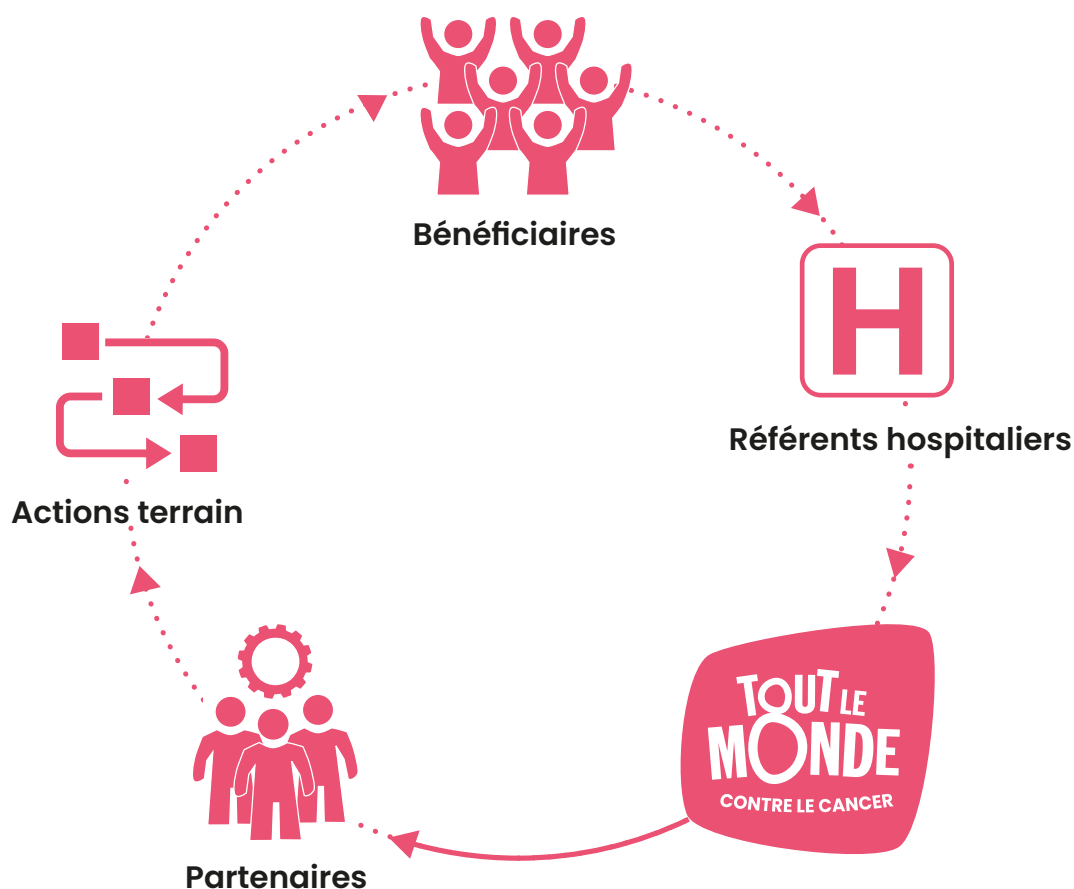 Bénéficiaires
H
Référents hospitaliers
Actions terrain
TOUT LE
MONDE
CONTRE LE CANCER
Partenaires